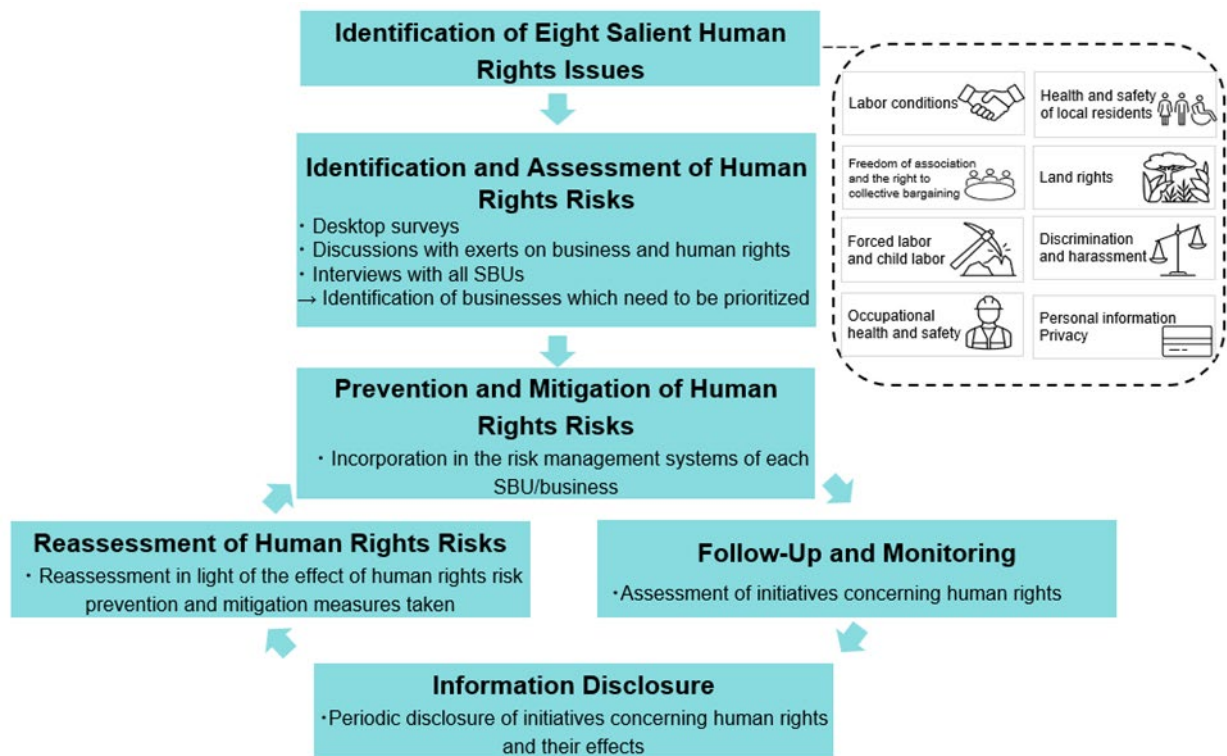 Identification of Eight Salient Human
Rights Issues
Labor conditions
Health and safety
of local residents
Freedom of association
and the right to
collective bargaining
Land rights
Forced labor
and child labor
Discrimination
and harassment
Occupational
health and safety
Personal information
Privacy
Identification and Assessment of Human
Rights Risks
・Desktop surveys
・Discussions with exerts on business and human rights
・Interviews with all SBUs
→ Identification of businesses which need to be prioritized
Prevention and Mitigation of Human
Rights Risks
・Incorporation in the risk management systems of each
SBU/business
Reassessment of Human Rights Risks
・Reassessment in light of the effect of human rights risk
prevention and mitigation measures taken
Follow-Up and Monitoring
・Assessment of initiatives concerning human rights
Information Disclosure
・Periodic disclosure of initiatives concerning human rights
and their effects